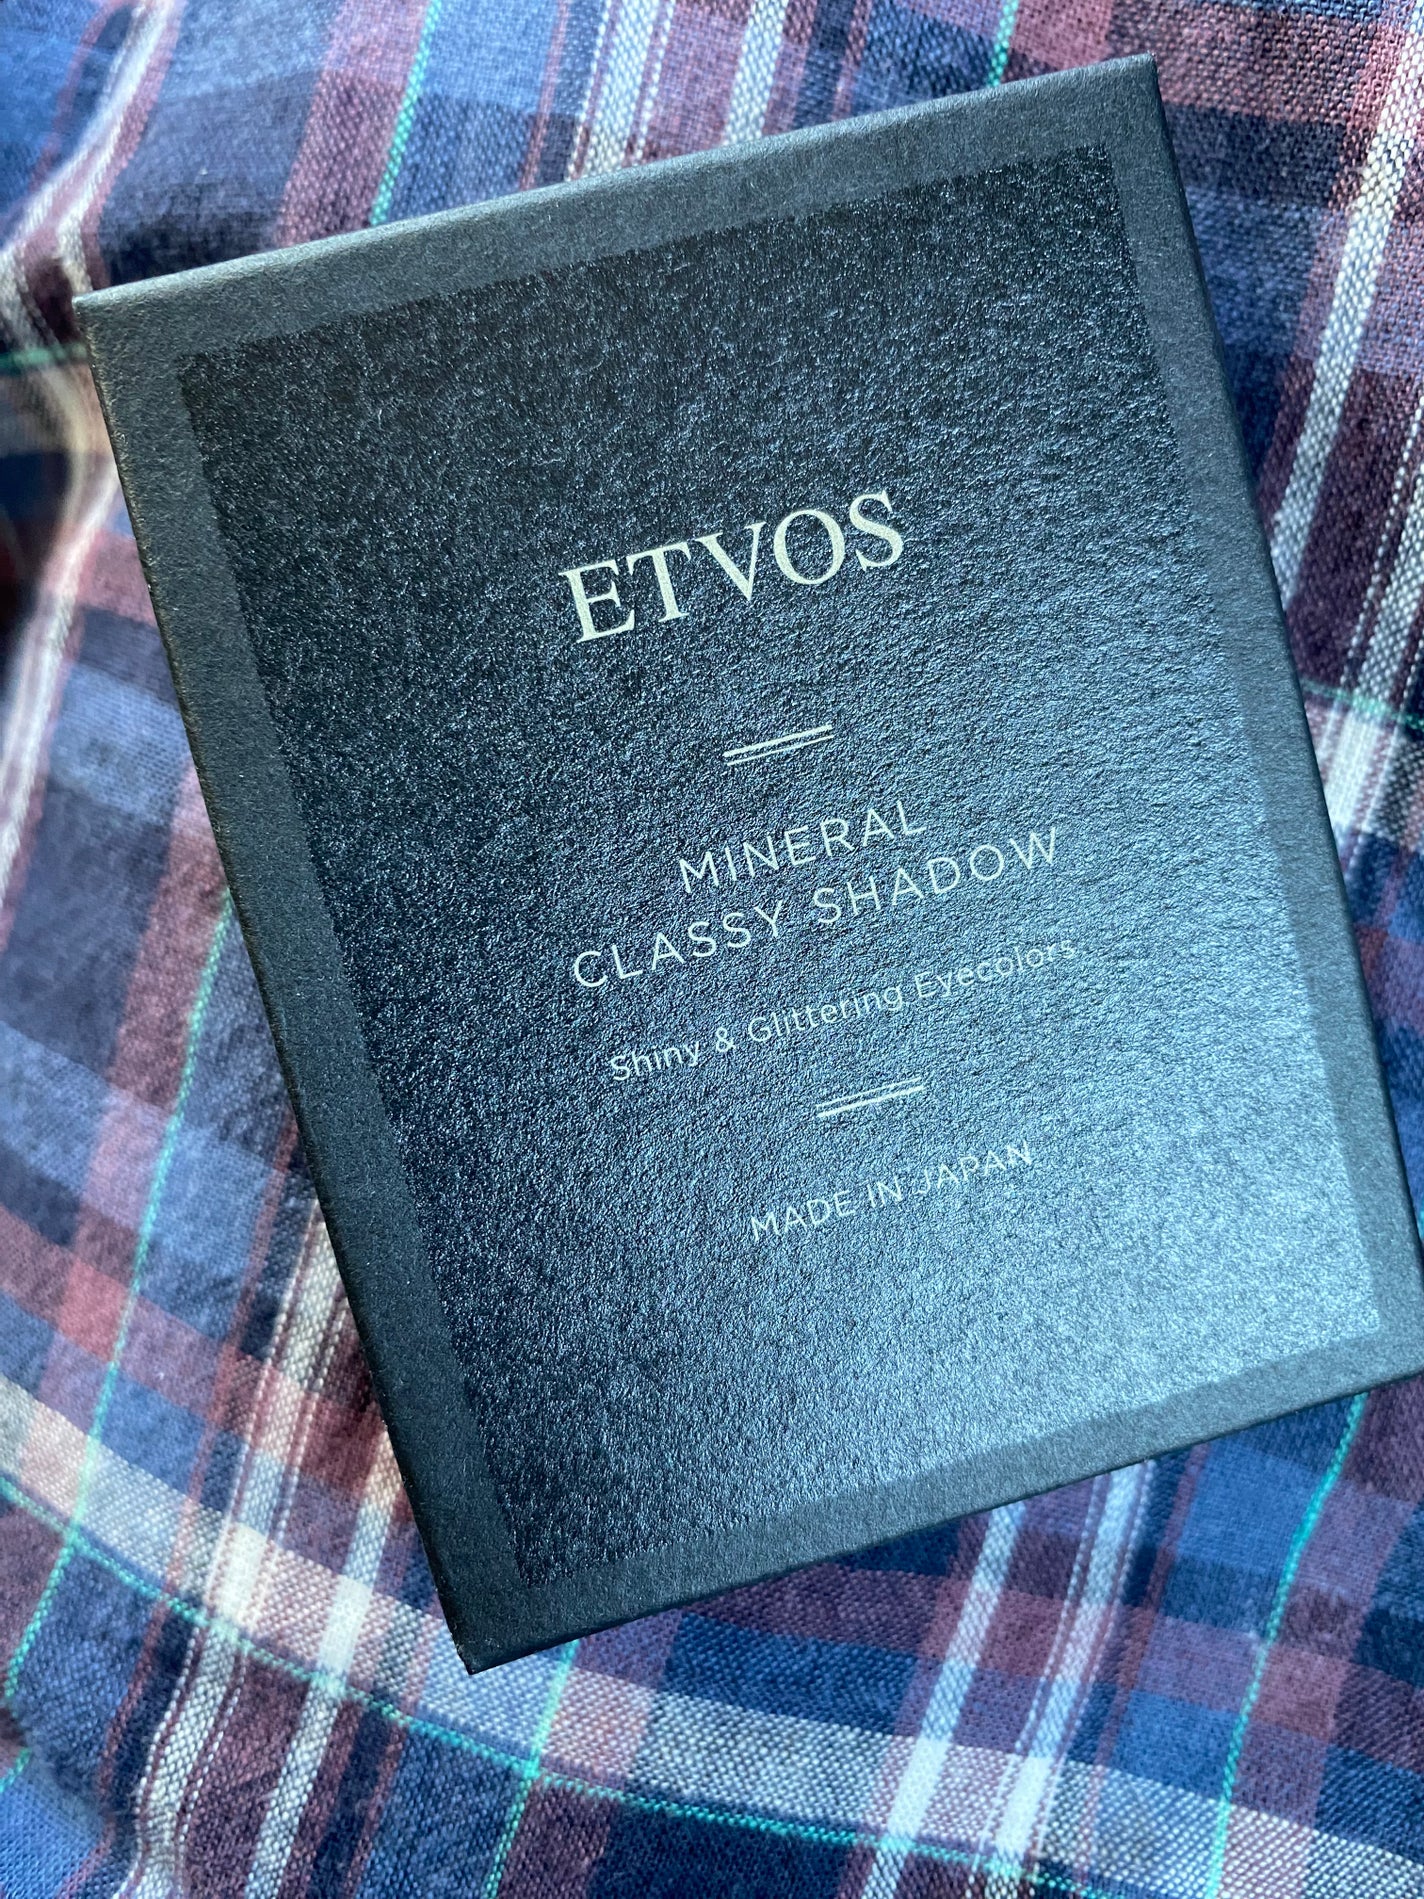 ETVOS
MINERAL
CLASSY SHADOW
Shiny & Glittering Eyecolors
MADE IN JAPAN